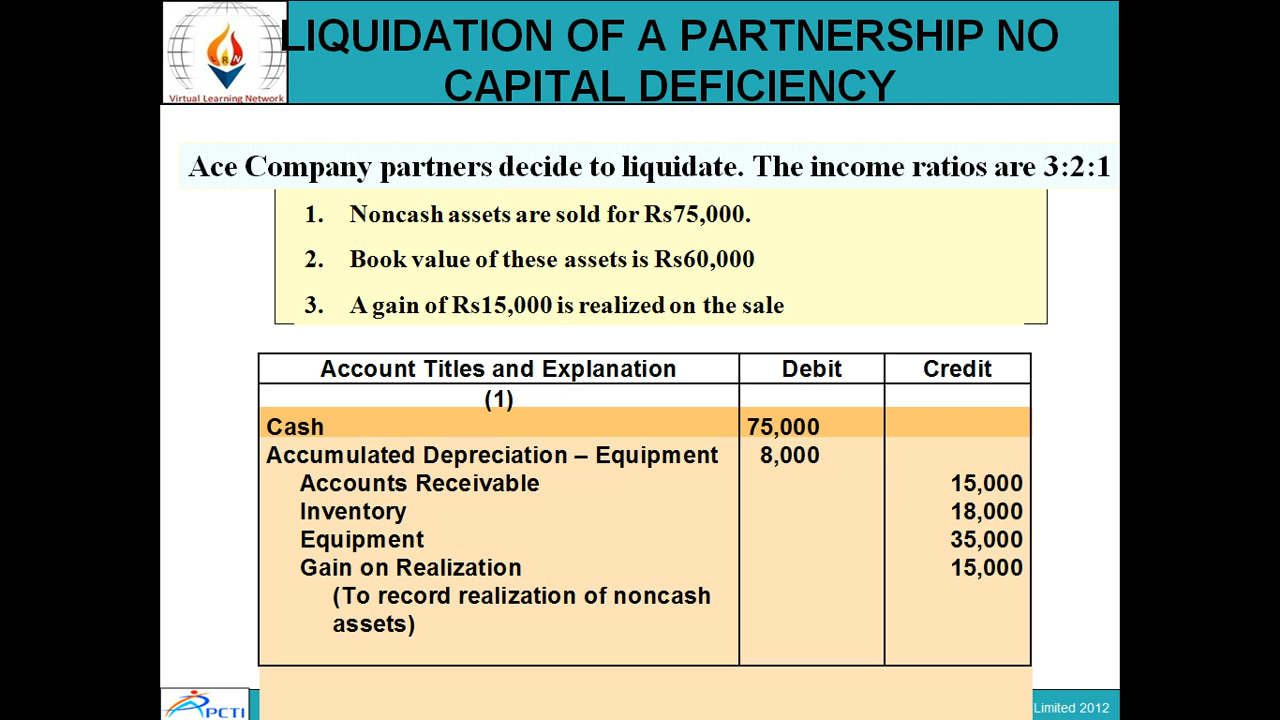 LIQUIDATION OF A PARTNERSHIP NO
CAPITAL DEFICIENCY
LRN
Virtual Learning Network
Ace Company partners decide to liquidate. The income ratios are 3:2:1
1. Noncash assets are sold for Rs75,000.
2. Book value of these assets is Rs60,000
3. A gain of Rs15,000 is realized on the sale
Account Titles and Explanation Debit Credit
(1)
Cash 75,000
Accumulated Depreciation – Equipment 8,000
Accounts Receivable 15,000
Inventory 18,000
Equipment 35,000
Gain on Realization 15,000
(To record realization of noncash
assets)
PCTI
Limited 2012